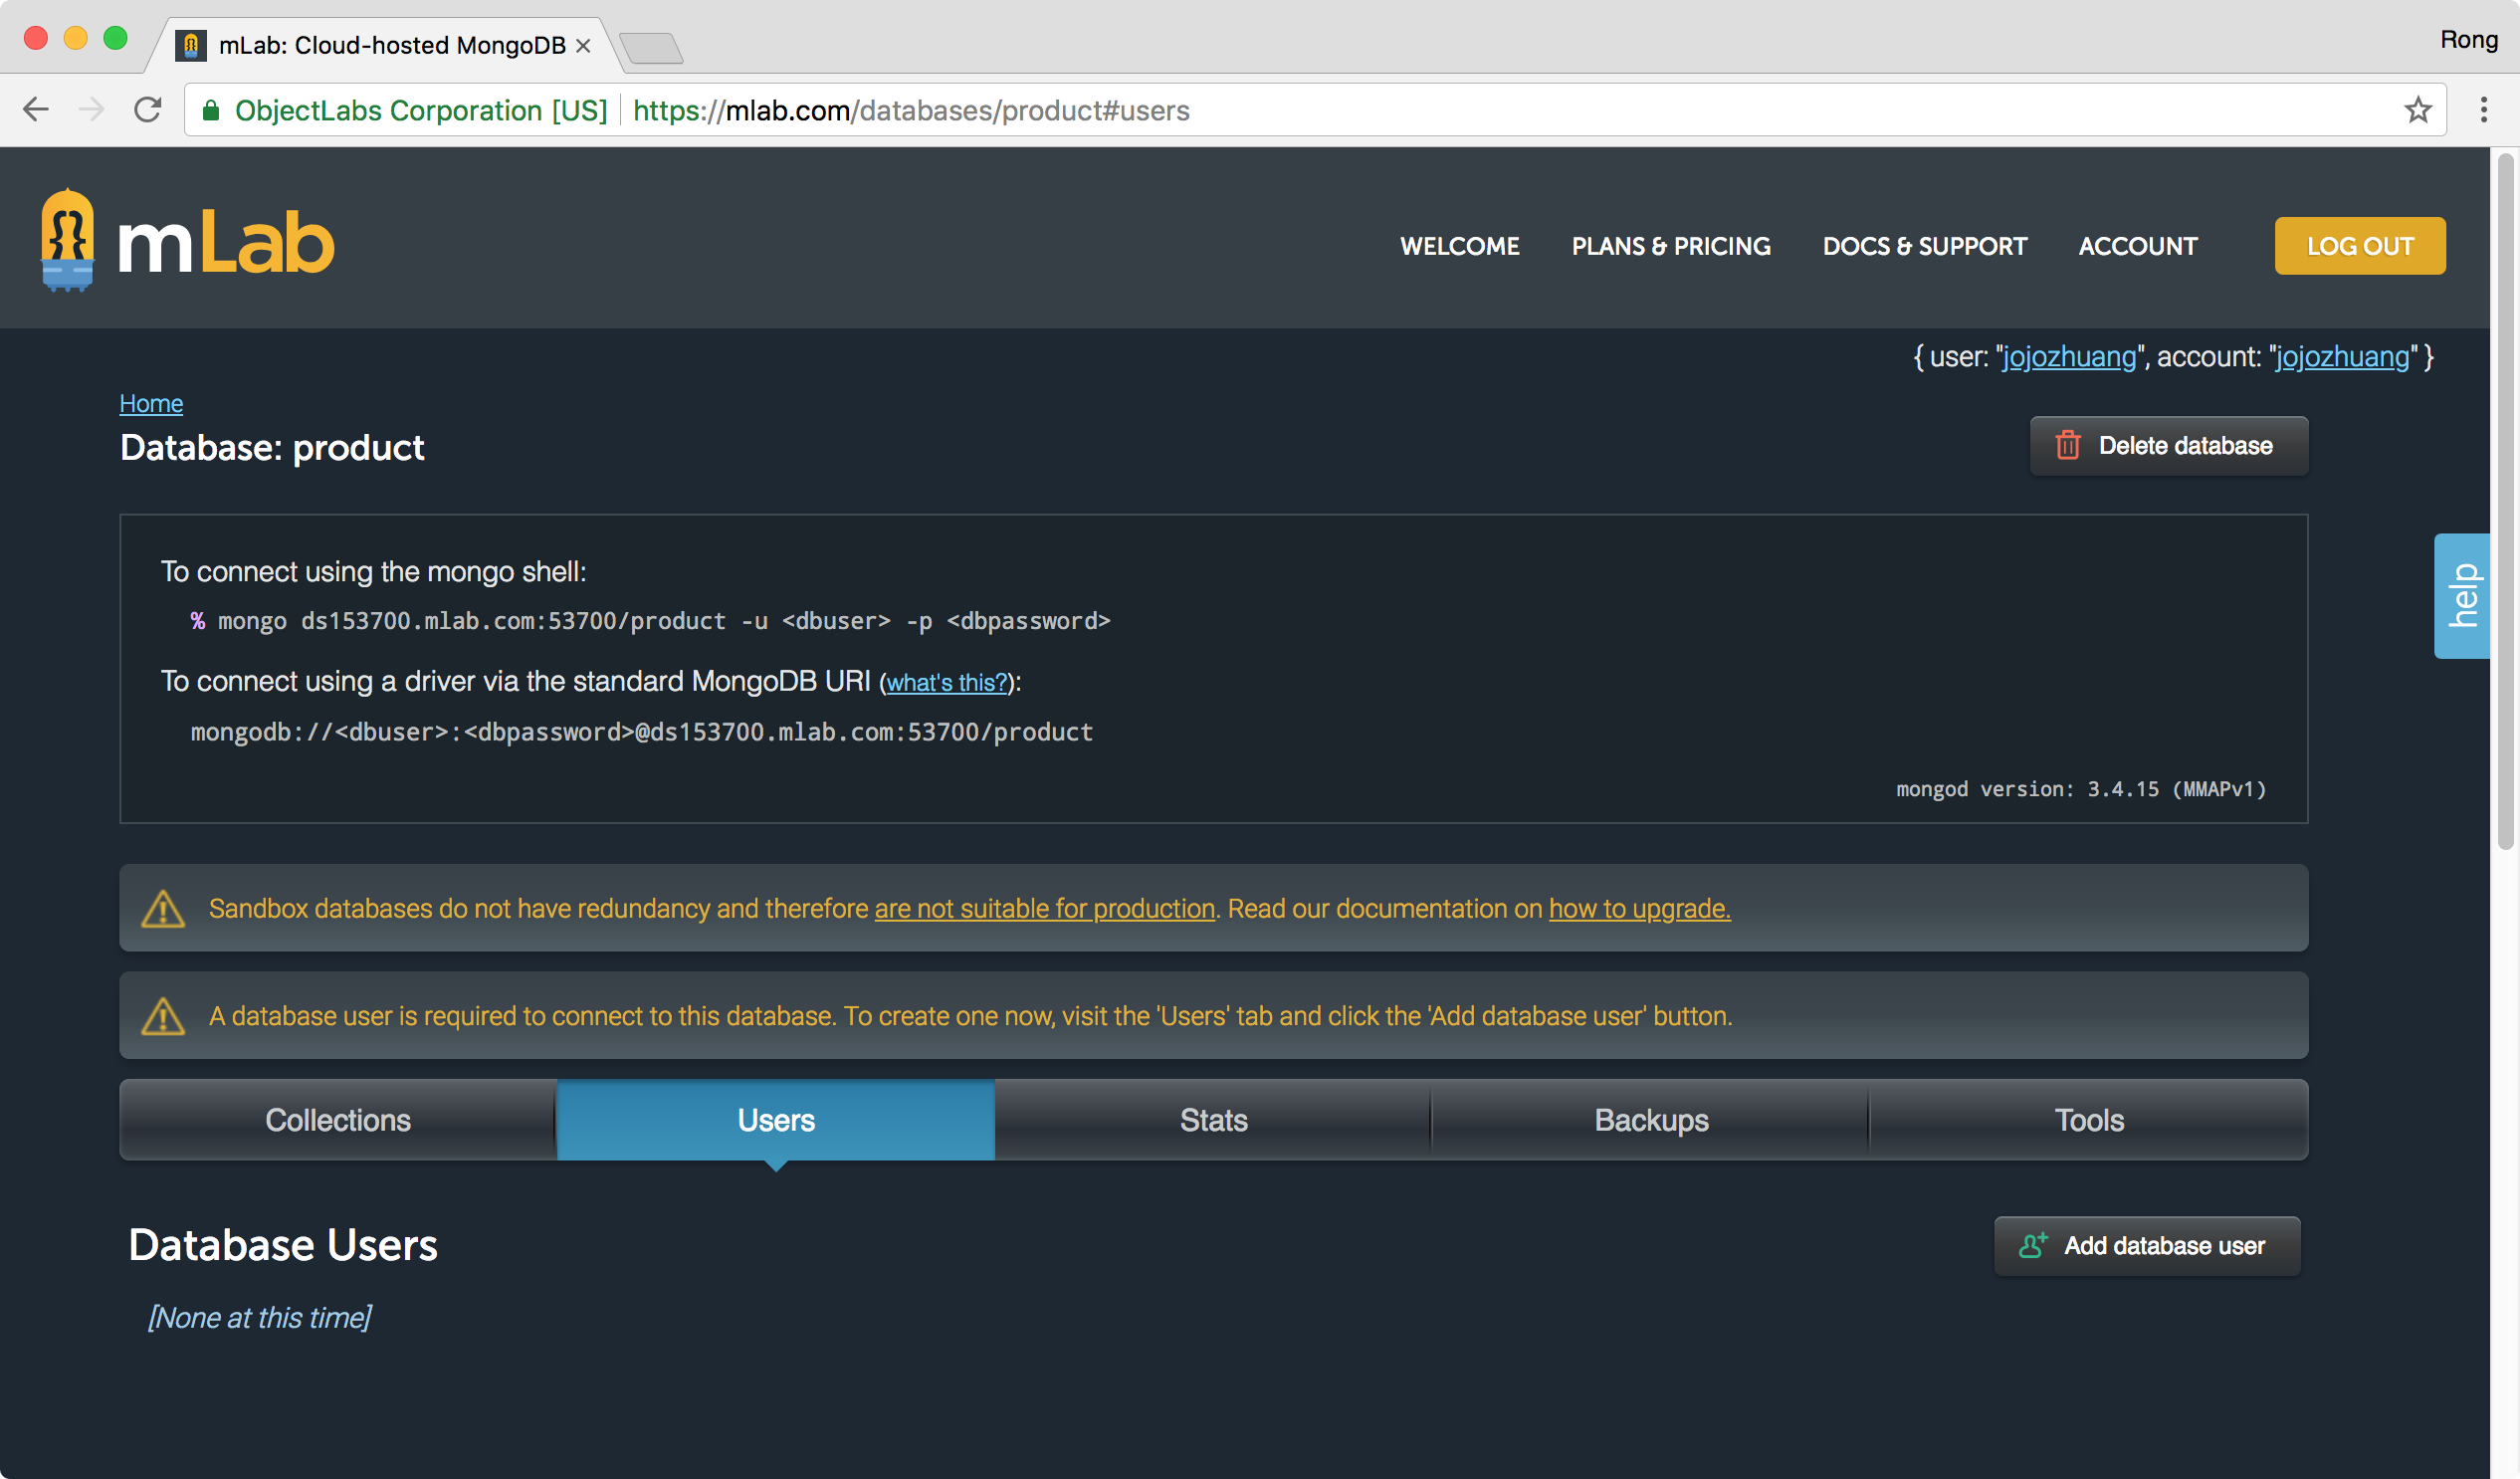 mLab: Cloud-hosted MongoDB
Rong
ObjectLabs Corporation [US] https://mlab.com/databases/product#users
mLab
WELCOME PLANS & PRICING DOCS & SUPPORT ACCOUNT LOG OUT
{ user: "jojozhuang", account: "jojozhuang" }
Home
Database: product
Delete database
To connect using the mongo shell:
% mongo ds153700.mlab.com:53700/product -u <dbuser> -p <dbpassword>
help
To connect using a driver via the standard MongoDB URI (what's this?):
mongodb://<dbuser>:<dbpassword>@ds153700.mlab.com:53700/product
mongod version: 3.4.15 (MMAPv1)
Sandbox databases do not have redundancy and therefore are not suitable for production. Read our documentation on how to upgrade.
A database user is required to connect to this database. To create one now, visit the 'Users' tab and click the 'Add database user' button.
Collections Users Stats Backups Tools
Database Users
Add database user
[None at this time]